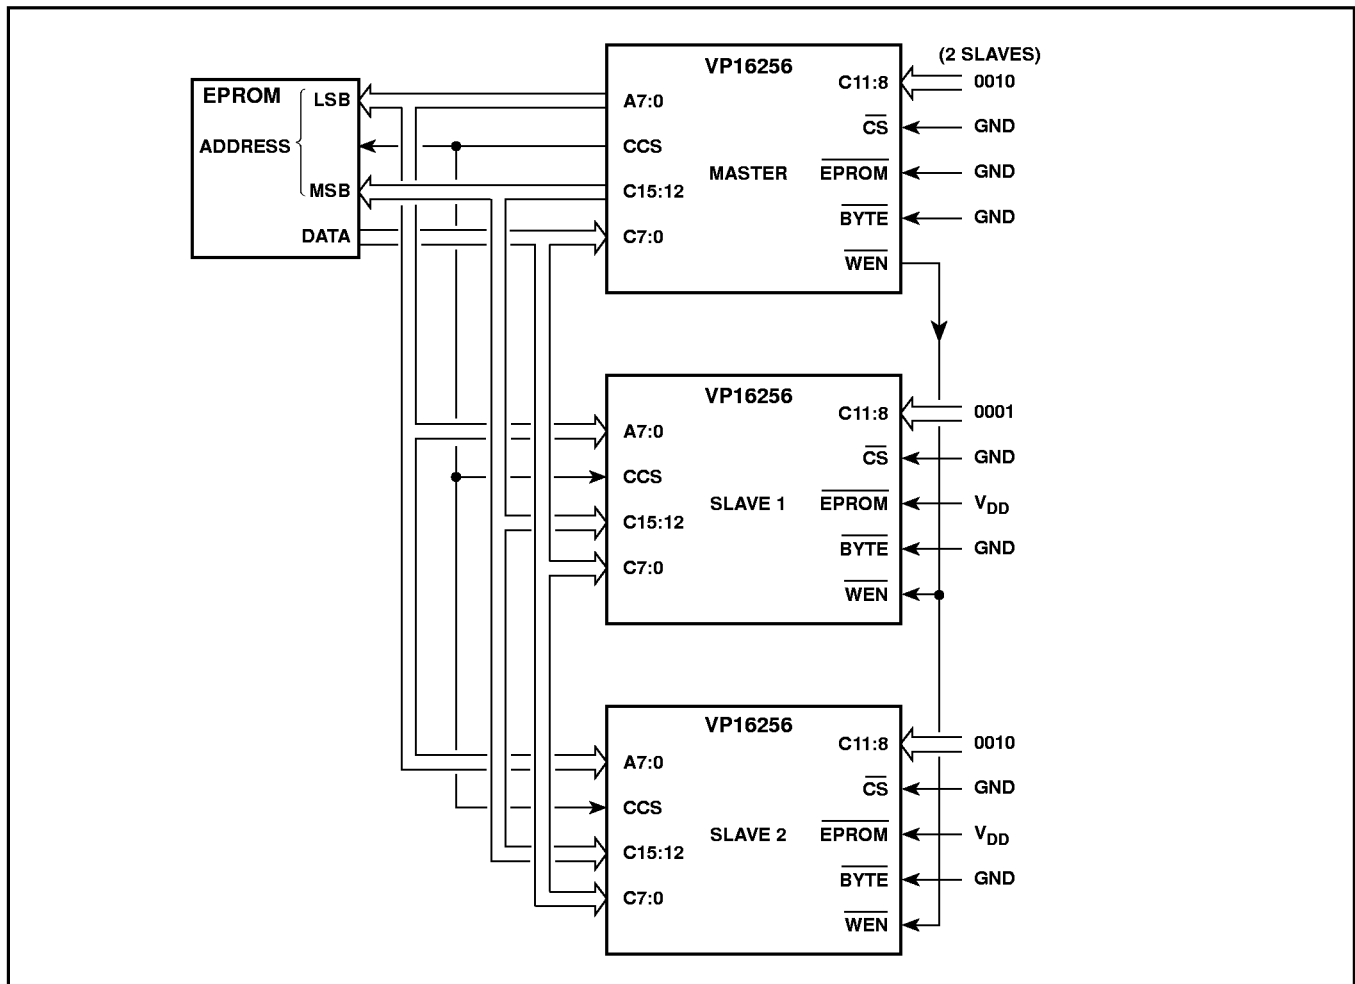 EPROM
ADDRESS
LSB
MSB
DATA
VP16256
MASTER
A7:0
CCS
C15:12
C7:0
C11:8
CS
EPROM
BYTE
WEN
(2 SLAVES)
0010
GND
GND
GND
VP16256
SLAVE 1
A7:0
CCS
C15:12
C7:0
C11:8
CS
EPROM
BYTE
WEN
0001
GND
VDD
GND
VP16256
SLAVE 2
A7:0
CCS
C15:12
C7:0
C11:8
CS
EPROM
BYTE
WEN
0010
GND
VDD
GND